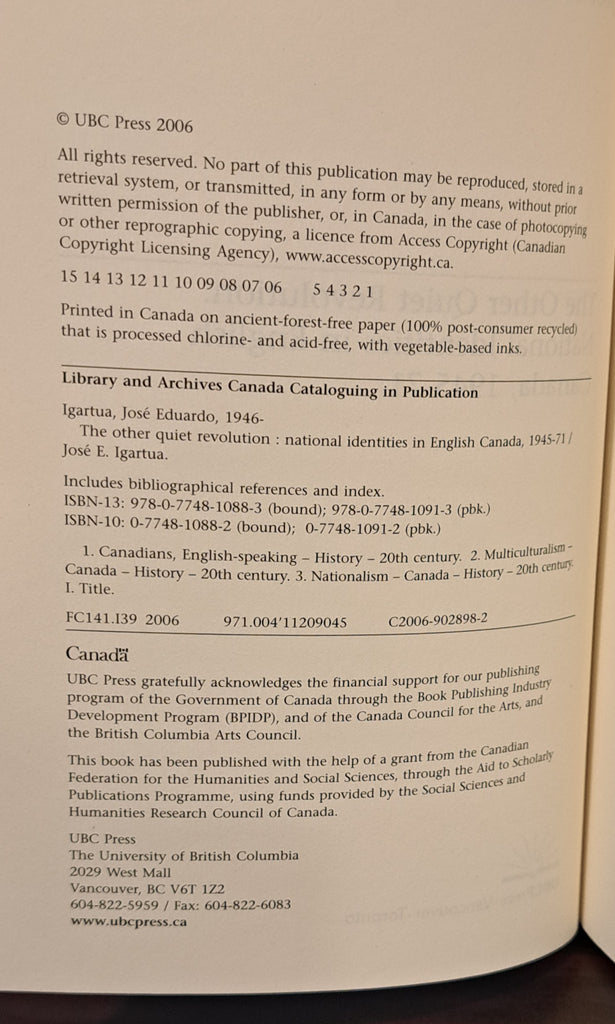 © UBC Press 2006
All rights reserved. No part of this publication may be reproduced, stored in a
retrieval system, or transmitted, in any form or by any means, without prior
written permission of the publisher, or, in Canada, in the case of photocopying
or other reprographic copying, a licence from Access Copyright (Canadian
Copyright Licensing Agency), www.accesscopyright.ca.
15 14 13 12 11 10 09 08 07 06 5 4 3 2 1
Printed in Canada on ancient-forest-free paper (100% post-consumer recycled)
that is processed chlorine- and acid-free, with vegetable-based inks.
Library and Archives Canada Cataloguing in Publication
Igartua, José Eduardo, 1946-
The other quiet revolution : national identities in English Canada, 1945-71 /
José E. Igartua.
Includes bibliographical references and index.
ISBN-13: 978-0-7748-1088-3 (bound); 978-0-7748-1091-3 (pbk.)
ISBN-10: 0-7748-1088-2 (bound); 0-7748-1091-2 (pbk.)
1. Canadians, English-speaking – History – 20th century. 2. Multiculturalism –
Canada – History – 20th century. 3. Nationalism – Canada – History – 20th century.
I. Title.
FC141.I39 2006 971.004'11209045 C2006-902898-2
Canada
UBC Press gratefully acknowledges the financial support for our publishing
program of the Government of Canada through the Book Publishing Industry
Development Program (BPIDP), and of the Canada Council for the Arts, and
the British Columbia Arts Council.
This book has been published with the help of a grant from the Canadian
Federation for the Humanities and Social Sciences, through the Aid to Scholarly
Publications Programme, using funds provided by the Social Sciences and
Humanities Research Council of Canada.
UBC Press
The University of British Columbia
2029 West Mall
Vancouver, BC V6T 1Z2
604-822-5959 / Fax: 604-822-6083
www.ubcpress.ca